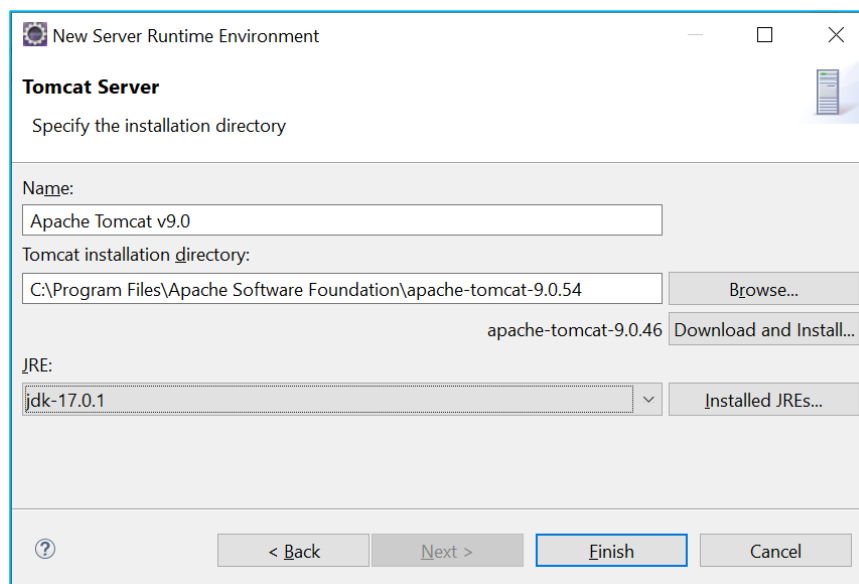 New Server Runtime Environment
Tomcat Server
Specify the installation directory
Name:
Apache Tomcat v9.0
Tomcat installation directory:
C:\Program Files\Apache Software Foundation\apache-tomcat-9.0.54 Browse...
apache-tomcat-9.0.46 Download and Install...
JRE:
jdk-17.0.1 Installed JREs...
? < Back Next > Finish Cancel